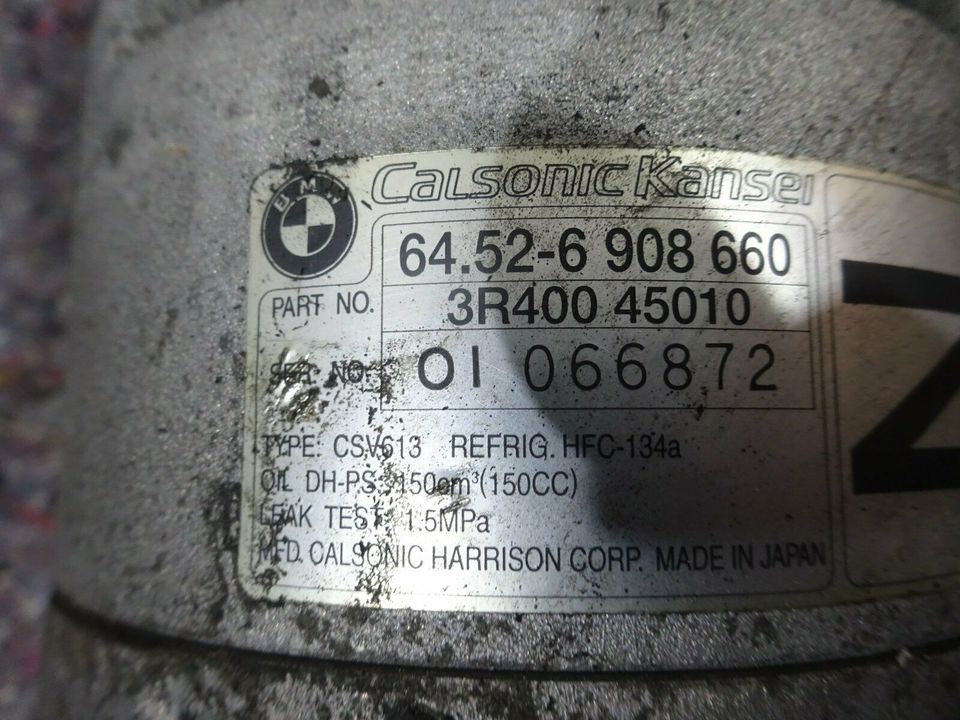 BMW
Calsonic Kansei
64.52-6 908 660
PART NO. 3R400 45010
SER. NO. 01 066872
TYPE: CSV613 REFRIG. HFC-134a
OIL DH-PS: 150cm³(150CC)
LEAK TEST: 1.5MPa
MFD. CALSONIC HARRISON CORP. MADE IN JAPAN